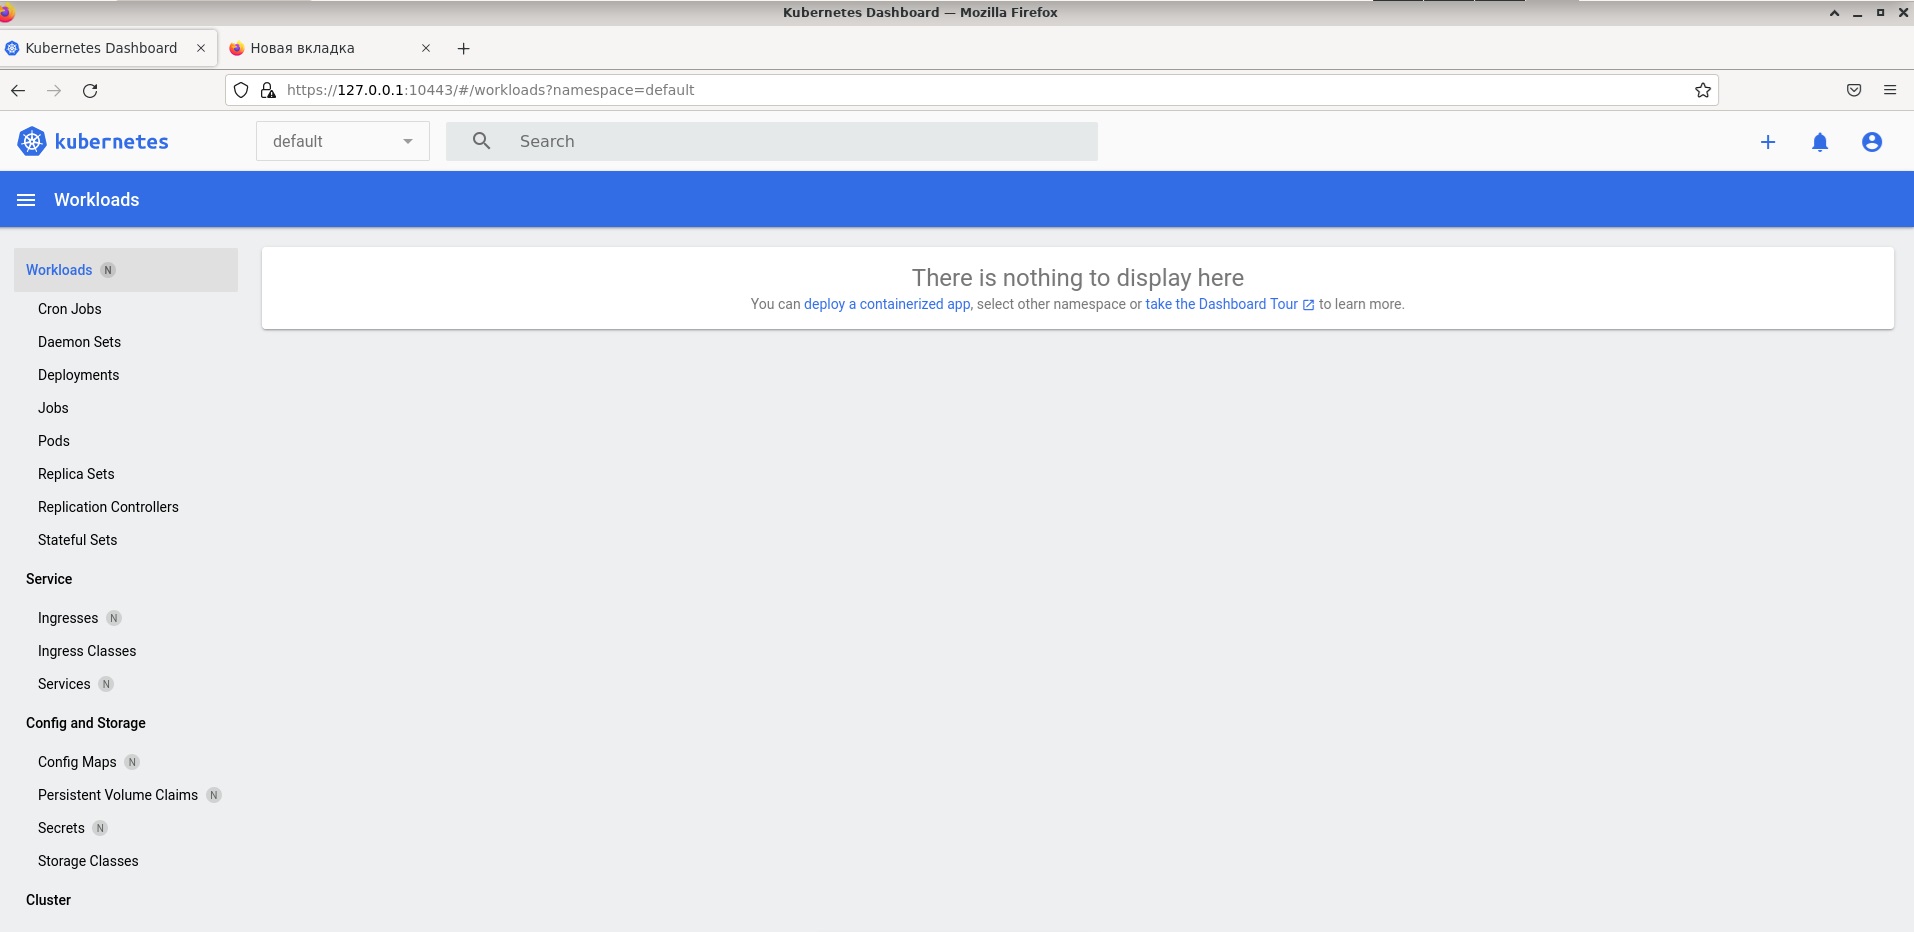 Kubernetes Dashboard — Mozilla Firefox
Kubernetes Dashboard
Новая вкладка
https://127.0.0.1:10443/#/workloads?namespace=default
kubernetes
default
Search
Workloads
Workloads N
Cron Jobs
Daemon Sets
Deployments
Jobs
Pods
Replica Sets
Replication Controllers
Stateful Sets
Service
Ingresses N
Ingress Classes
Services N
Config and Storage
Config Maps N
Persistent Volume Claims N
Secrets N
Storage Classes
Cluster
There is nothing to display here
You can deploy a containerized app, select other namespace or take the Dashboard Tour to learn more.